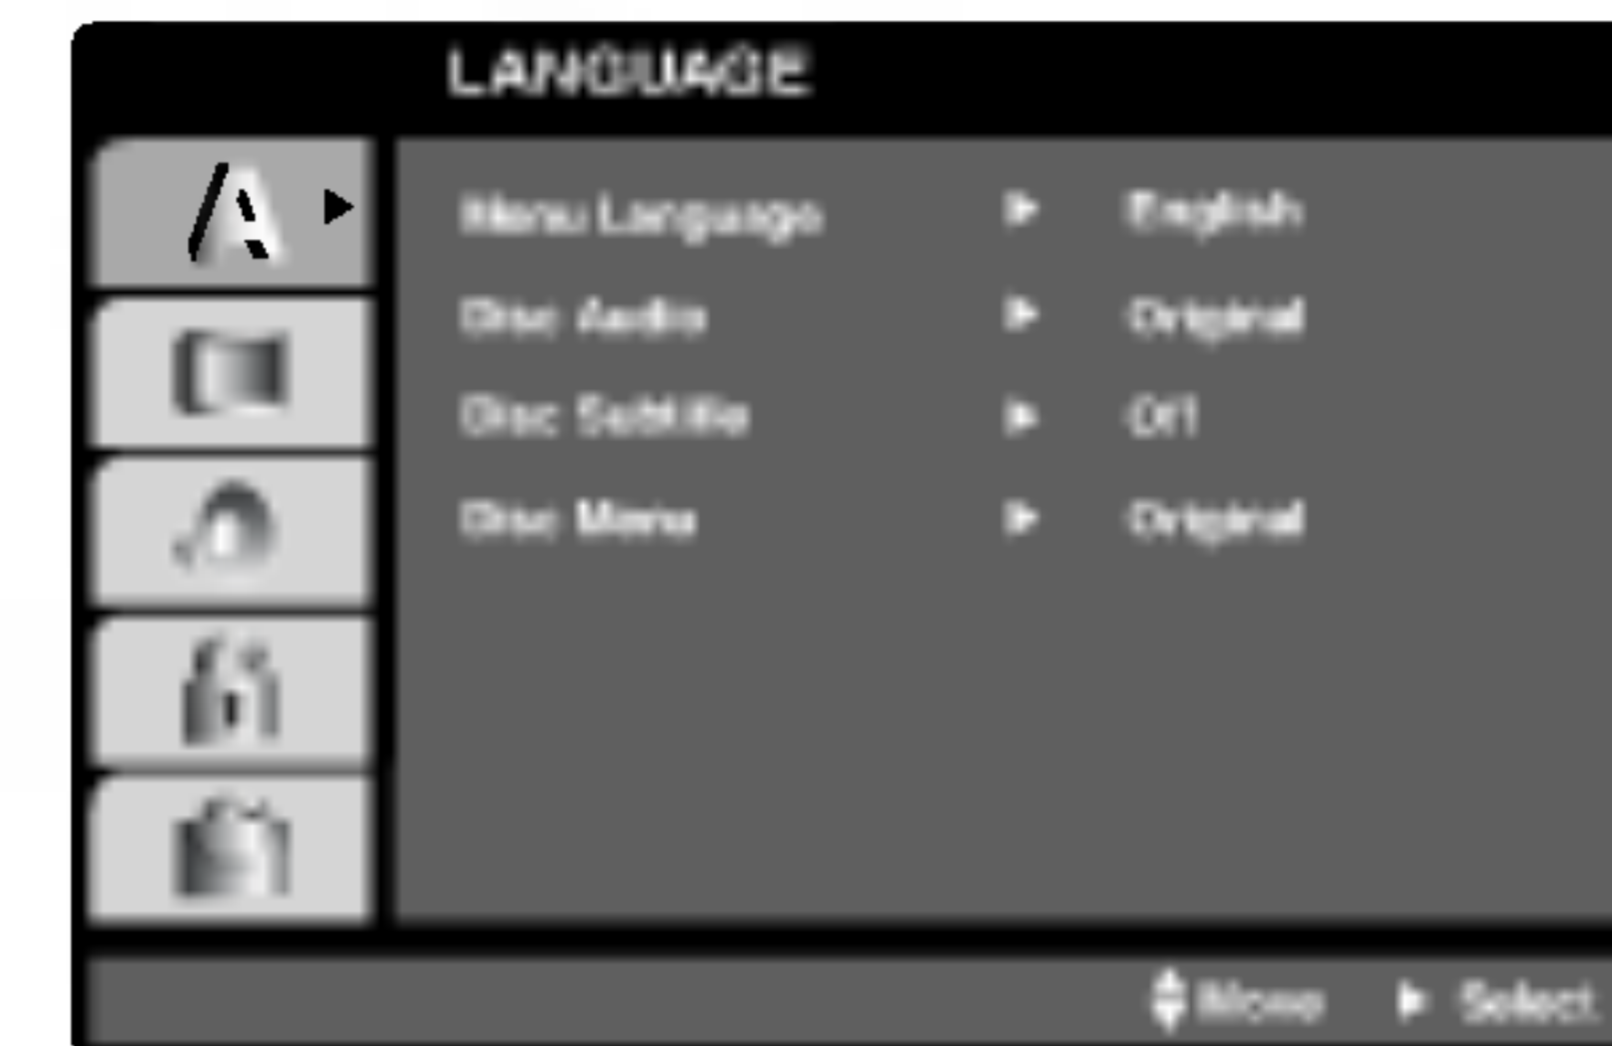 LANGUAGE
Menu Language ▶ English
Disc Audio ▶ Original
Disc Subtitle ▶ Off
Disc Menu ▶ Original
Move ▶ Select